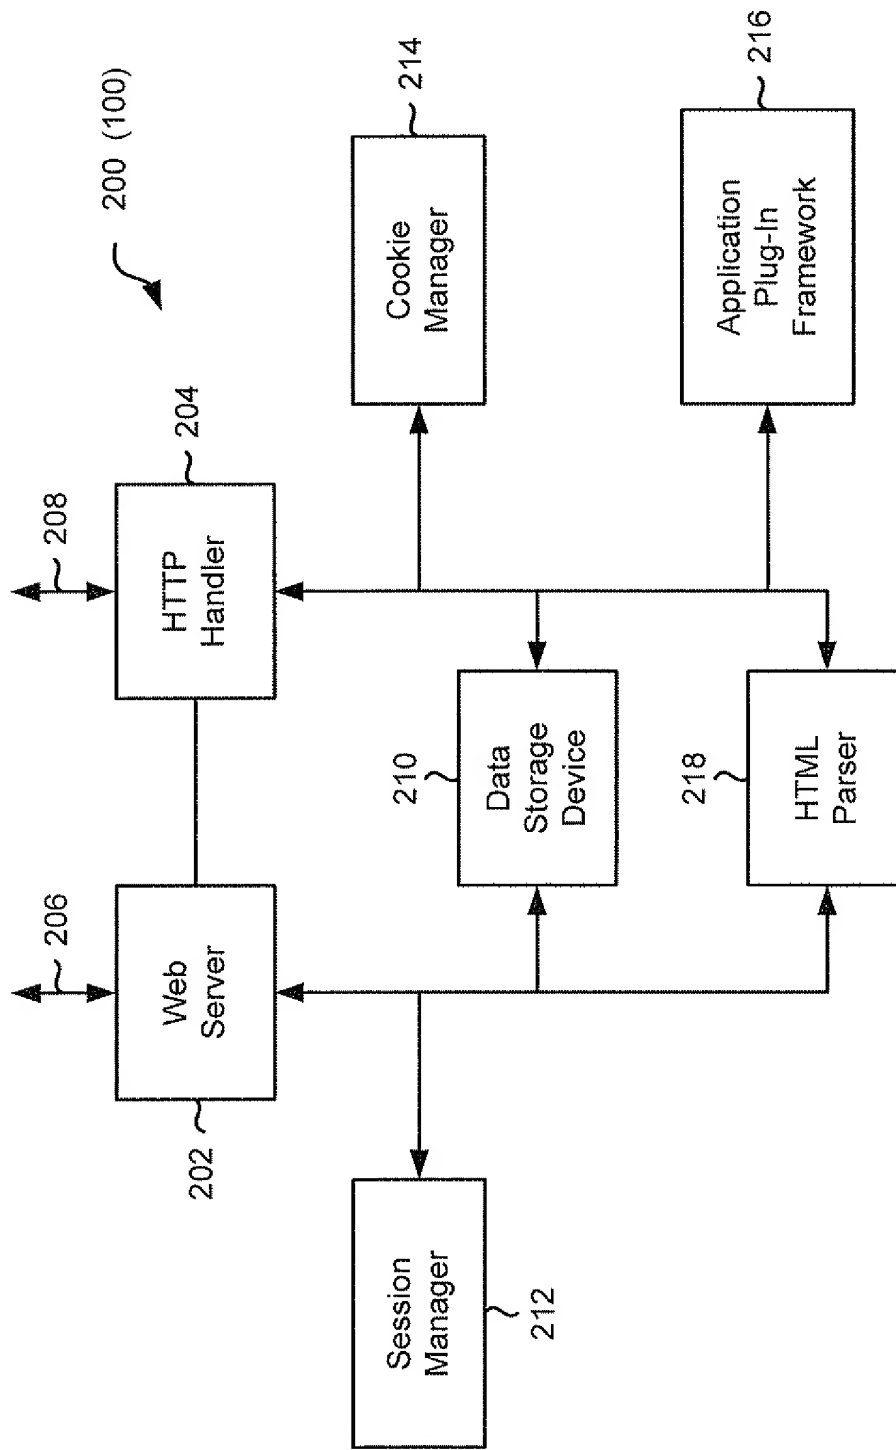 200 (100)
206
208
Web
Server
202
HTTP
Handler
204
Session
Manager
212
Cookie
Manager
214
210
Data
Storage
Device
Application
Plug-In
Framework
216
218
HTML
Parser